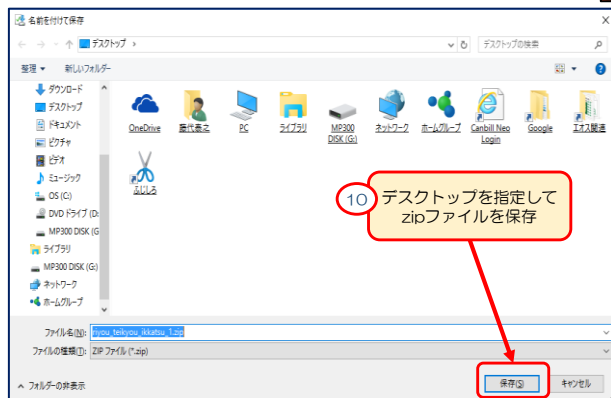 名前を付けて保存
デスクトップ
デスクトップの検索
整理 新しいフォルダー
ダウンロード
デスクトップ
ドキュメント
ピクチャ
ビデオ
ミュージック
OS (C:)
DVD ドライブ (D:
MP300 DISK (G
ライブラリ
MP300 DISK (G:)
ネットワーク
ホームグループ
OneDrive
藤代泰之
PC
ライブラリ
MP300 DISK (G:)
ネットワーク
ホームグループ
Canbill Neo Login
Google
エオス関連
ふじしろ
10 デスクトップを指定して
zipファイルを保存
ファイル名(N): riyou_teikyou_ikkatsu_1.zip
ファイルの種類(T): ZIP ファイル (*.zip)
フォルダーの非表示
保存(S) キャンセル